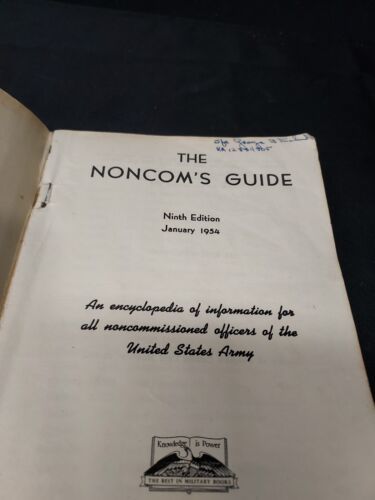 George
THE
NONCOM'S GUIDE
Ninth Edition
January 1954
An encyclopedia of information for
all noncommissioned officers of the
United States Army
Knowledge is Power
THE BEST IN MILITARY BOOKS